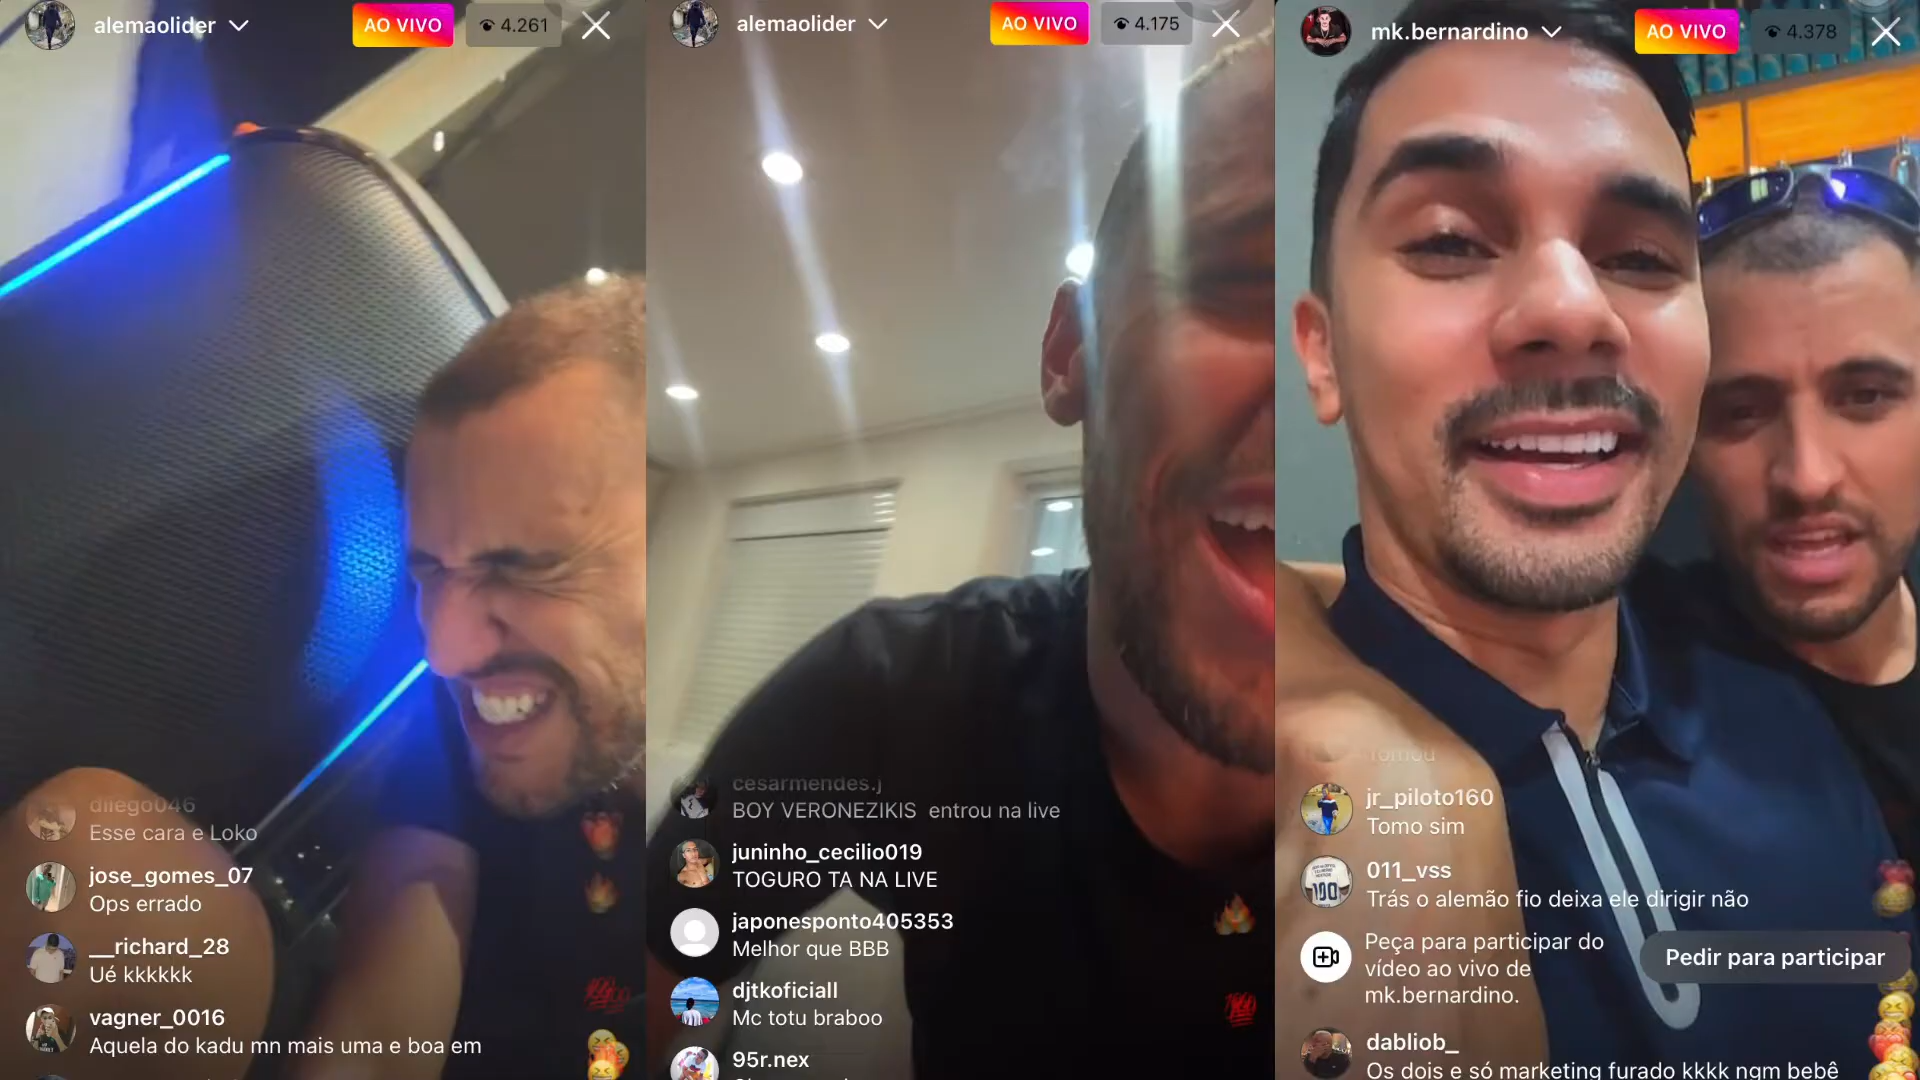 alemaolider
AO VIVO
4.261
diiego046
Esse cara e Loko
jose_gomes_07
Ops errado
__richard_28
Ué kkkkkk
vagner_0016
Aquela do kadu mn mais uma e boa em
alemaolider
AO VIVO
4.175
cesarmendes.j
BOY VERONEZIKIS entrou na live
juninho_cecilio019
TOGURO TA NA LIVE
japonesponto405353
Melhor que BBB
djtkoficiall
Mc totu braboo
95r.nex
mk.bernardino
AO VIVO
4.378
Tomou
jr_piloto160
Tomo sim
011_vss
Trás o alemão fio deixa ele dirigir não
Peça para participar do
vídeo ao vivo de
mk.bernardino.
Pedir para participar
dabliob_
Os dois e só marketing furado kkkk ngm bebê